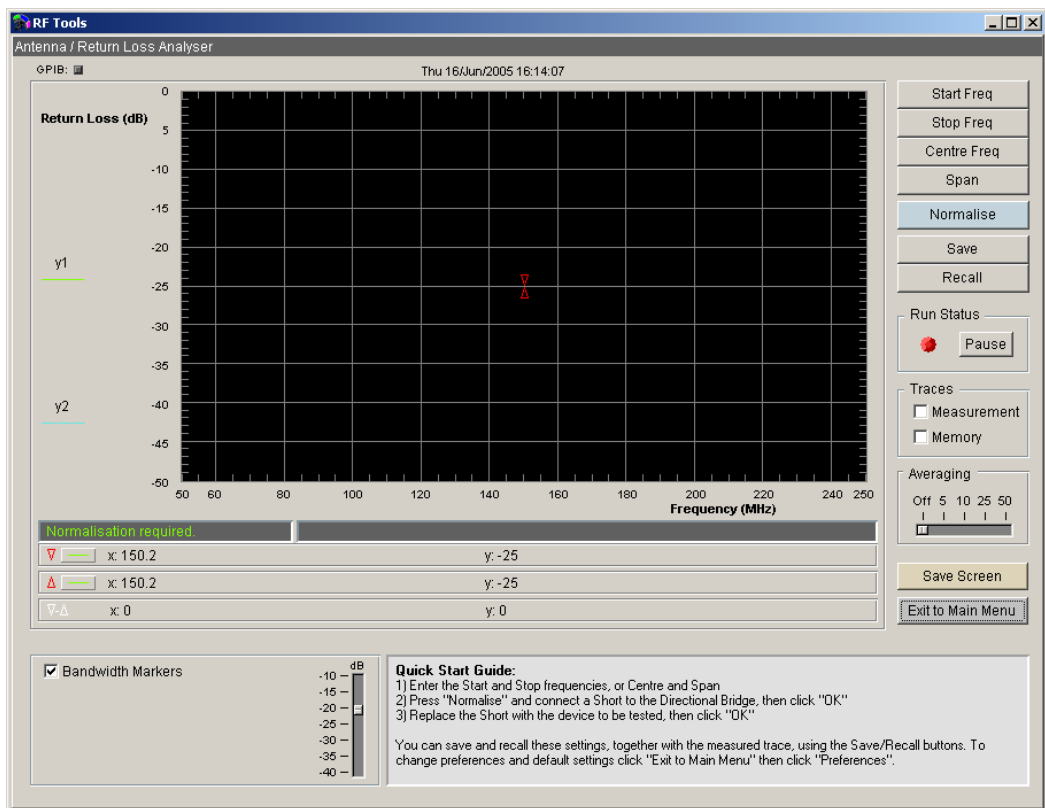 RF Tools
Antenna / Return Loss Analyser
GPIB:
Thu 16/Jun/2005 16:14:07
Return Loss (dB)
0
5
-10
-15
-20
-25
-30
-35
-40
-45
-50
y1
y2
50 60 80 100 120 140 160 180 200 220 240 250
Frequency (MHz)
Normalisation required.
x: 150.2 y: -25
x: 150.2 y: -25
∇-Δ x: 0 y: 0
Start Freq
Stop Freq
Centre Freq
Span
Normalise
Save
Recall
Run Status
Pause
Traces
Measurement
Memory
Averaging
Off 5 10 25 50
Save Screen
Exit to Main Menu
Bandwidth Markers
dB
-10
-15
-20
-25
-30
-35
-40
Quick Start Guide:
1) Enter the Start and Stop frequencies, or Centre and Span
2) Press "Normalise" and connect a Short to the Directional Bridge, then click "OK"
3) Replace the Short with the device to be tested, then click "OK"
You can save and recall these settings, together with the measured trace, using the Save/Recall buttons. To
change preferences and default settings click "Exit to Main Menu" then click "Preferences".